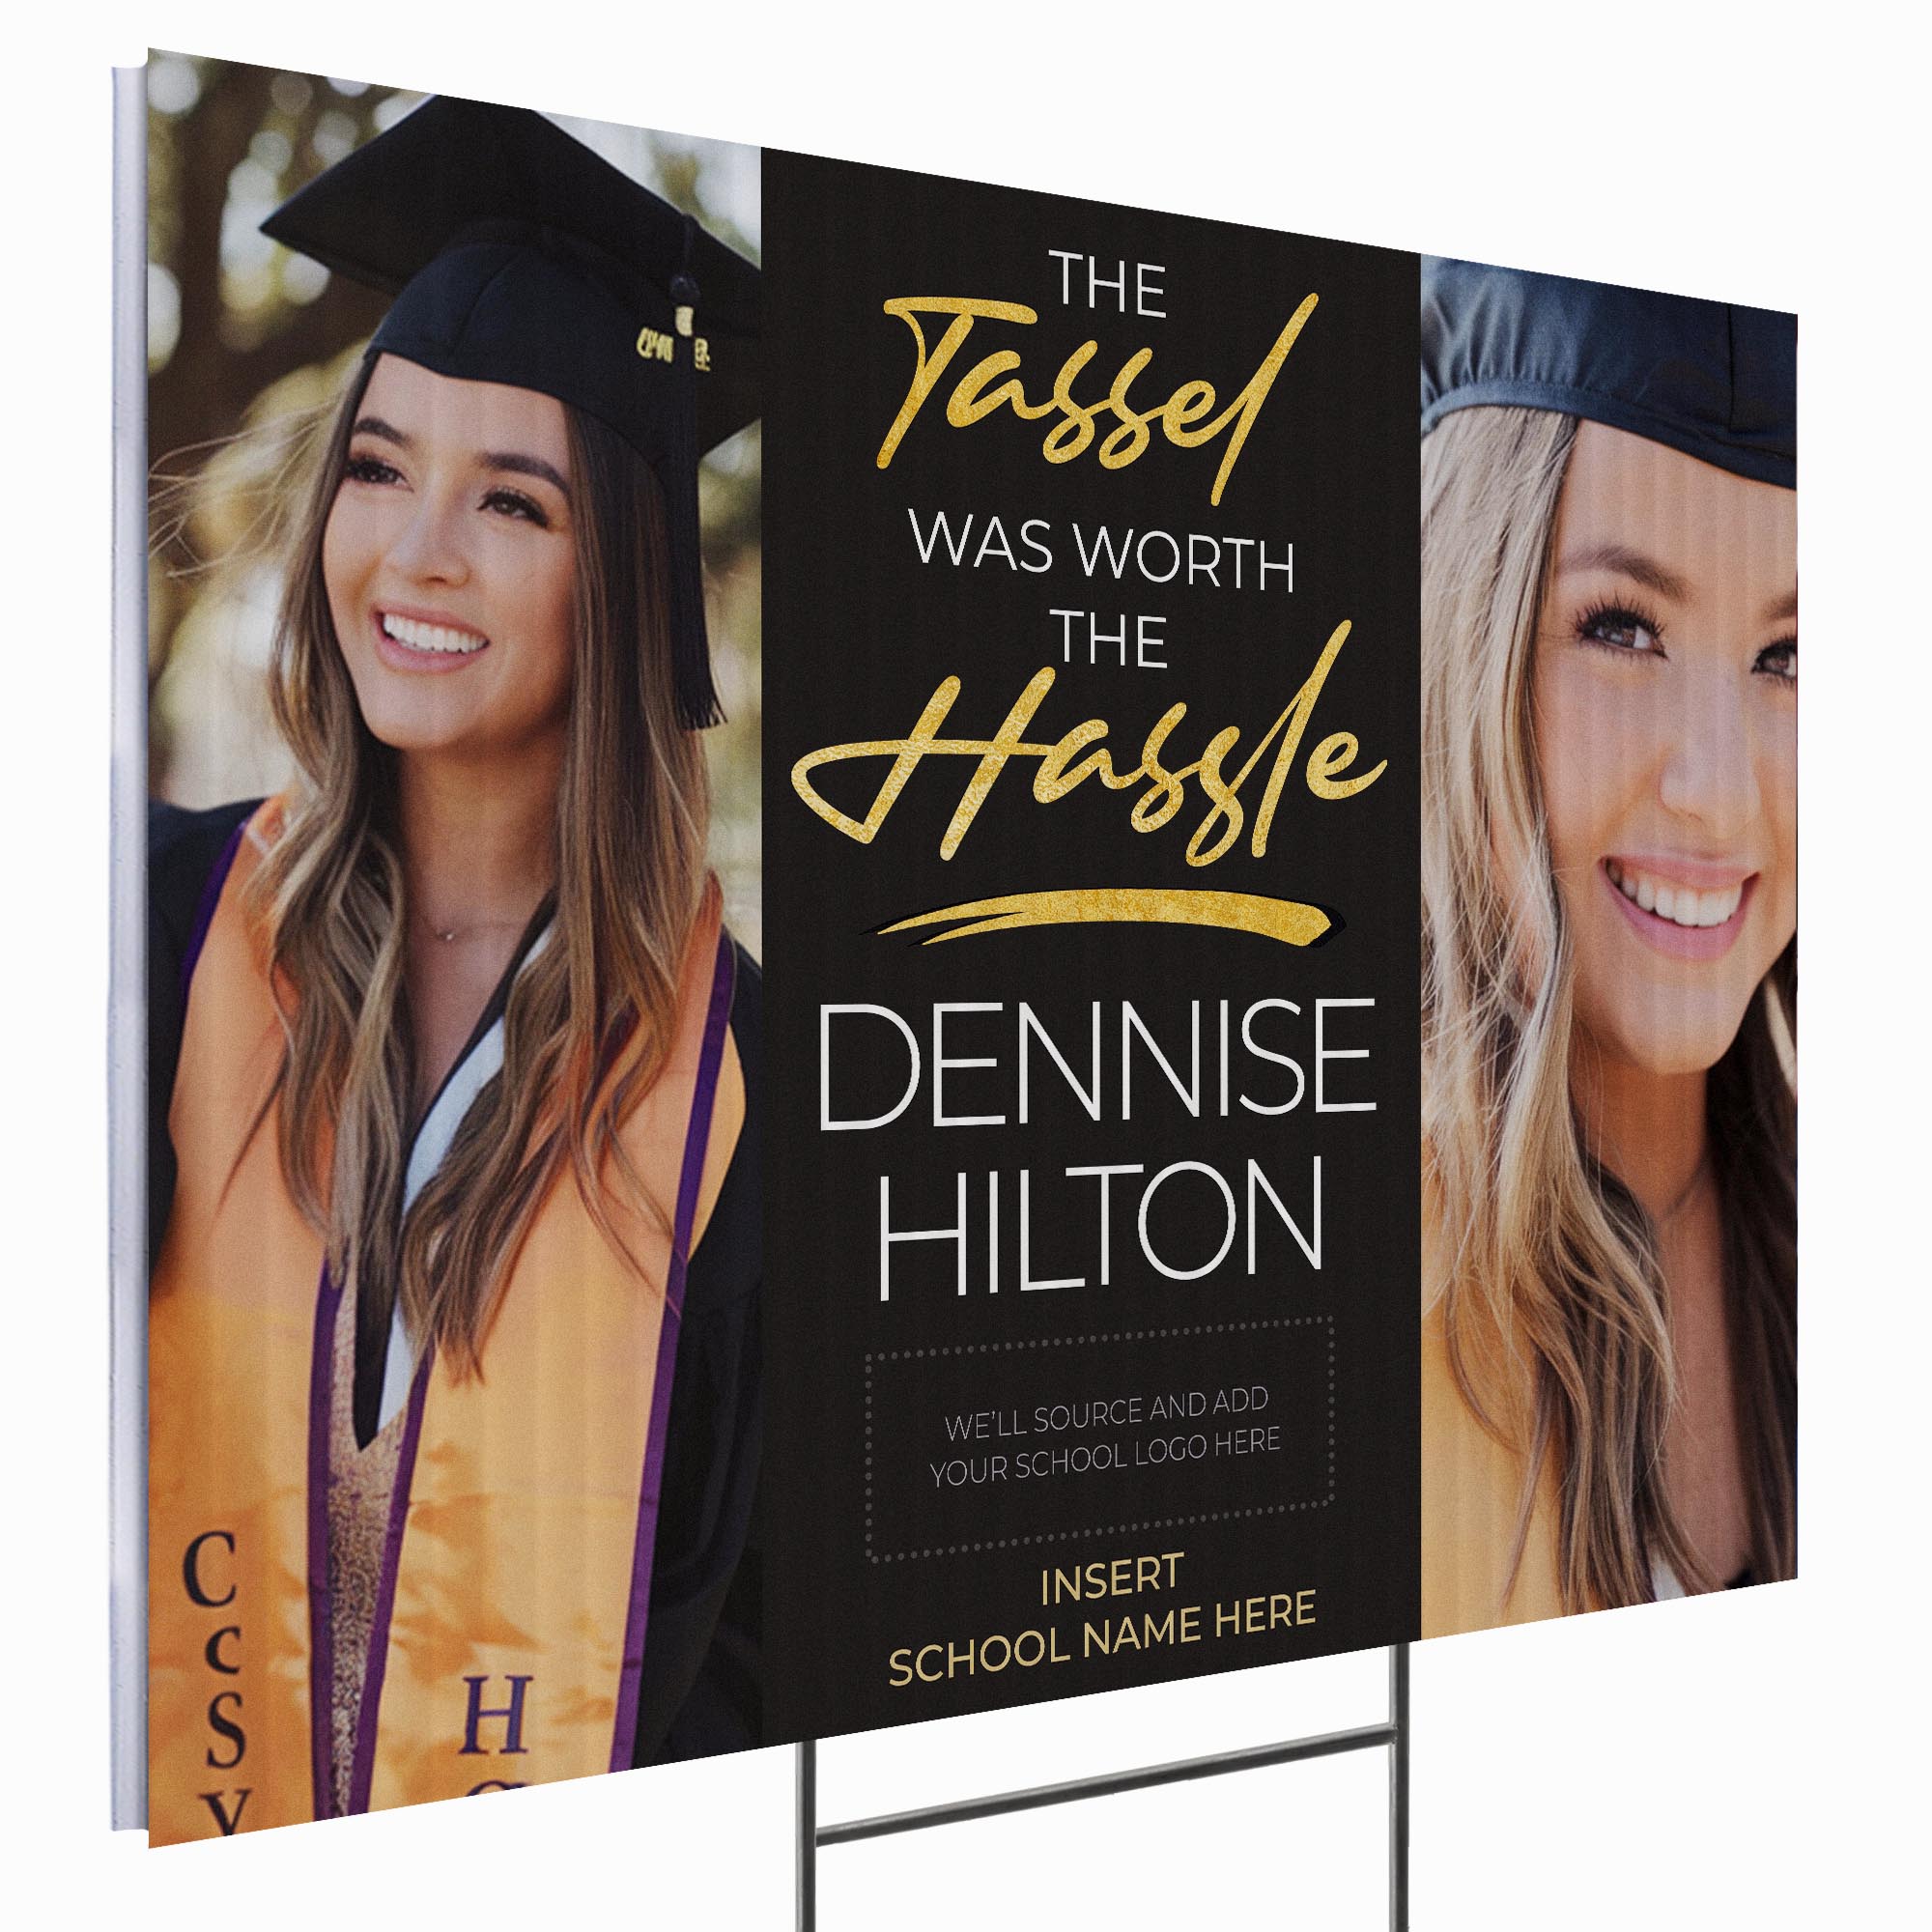 THE
Tassel
WAS WORTH
THE
Hassle
DENNISE
HILTON
WE'LL SOURCE AND ADD
YOUR SCHOOL LOGO HERE
INSERT
SCHOOL NAME HERE
C
C
S
H